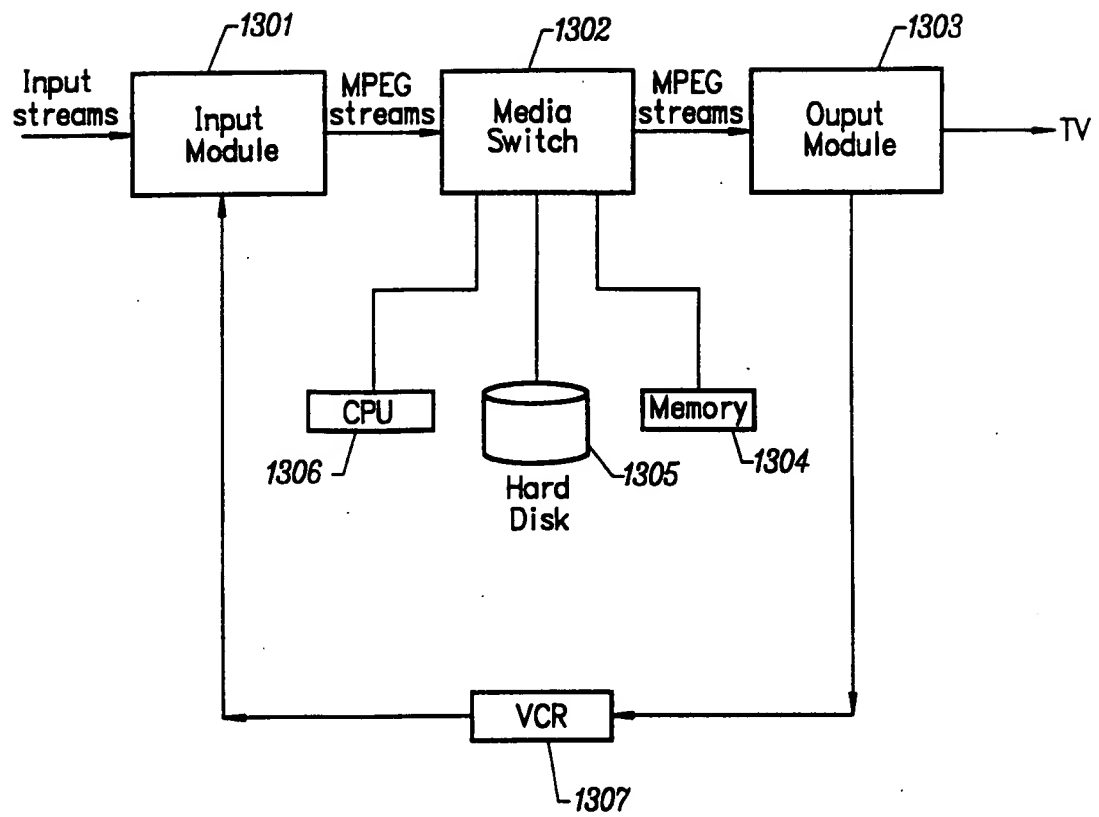 1301
1302
1303
Input
streams
Input
Module
MPEG
streams
Media
Switch
MPEG
streams
Ouput
Module
TV
CPU
1306
Hard
Disk
1305
Memory
1304
VCR
1307